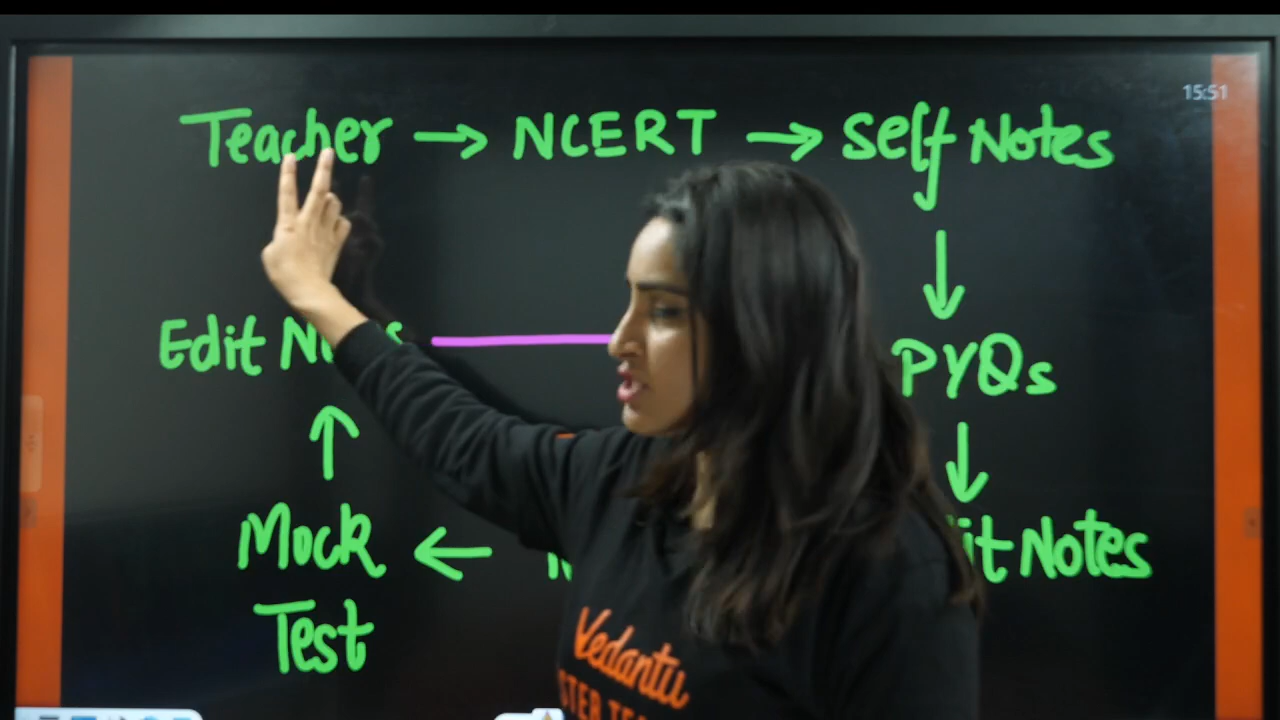 15:51
Teacher → NCERT → Self Notes
Edit
PYQs
Notes
Mock ←
Test
Vedantu